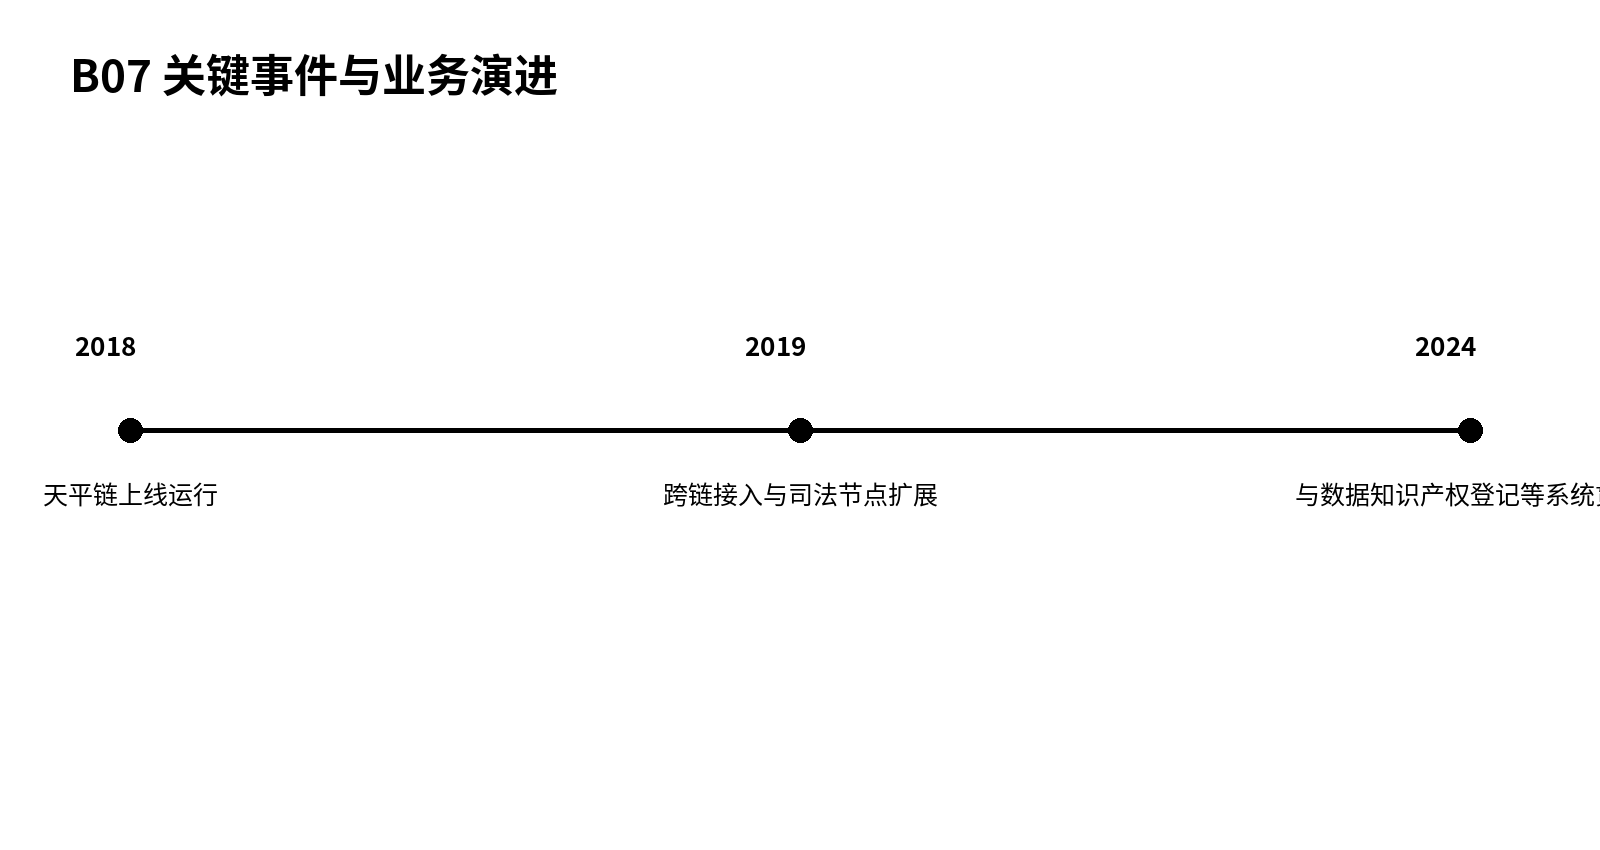 B07 关键事件与业务演进
2018
2019
2024
天平链上线运行
跨链接入与司法节点扩展
与数据知识产权登记等系统